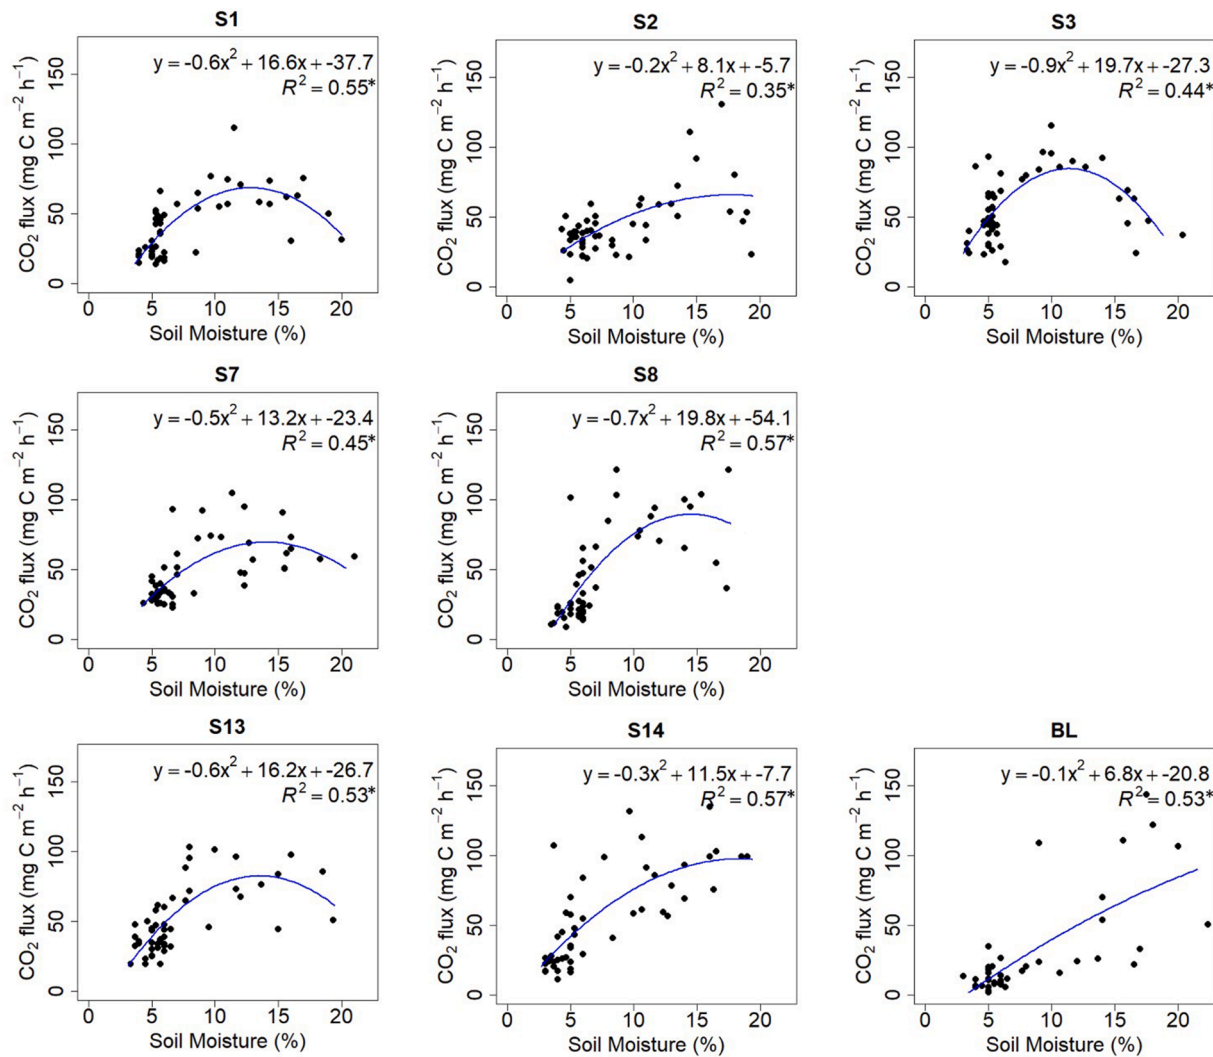 S1
y = -0.6x² + 16.6x + -37.7
R² = 0.55*
CO₂ flux (mg C m⁻² h⁻¹)
0 50 100 150
0 5 10 15 20
Soil Moisture (%)
S2
y = -0.2x² + 8.1x + -5.7
R² = 0.35*
CO₂ flux (mg C m⁻² h⁻¹)
0 50 100 150
0 5 10 15 20
Soil Moisture (%)
S3
y = -0.9x² + 19.7x + -27.3
R² = 0.44*
CO₂ flux (mg C m⁻² h⁻¹)
0 50 100 150
0 5 10 15 20
Soil Moisture (%)
S7
y = -0.5x² + 13.2x + -23.4
R² = 0.45*
CO₂ flux (mg C m⁻² h⁻¹)
0 50 100 150
0 5 10 15 20
Soil Moisture (%)
S8
y = -0.7x² + 19.8x + -54.1
R² = 0.57*
CO₂ flux (mg C m⁻² h⁻¹)
0 50 100 150
0 5 10 15 20
Soil Moisture (%)
S13
y = -0.6x² + 16.2x + -26.7
R² = 0.53*
CO₂ flux (mg C m⁻² h⁻¹)
0 50 100 150
0 5 10 15 20
Soil Moisture (%)
S14
y = -0.3x² + 11.5x + -7.7
R² = 0.57*
CO₂ flux (mg C m⁻² h⁻¹)
0 50 100 150
0 5 10 15 20
Soil Moisture (%)
BL
y = -0.1x² + 6.8x + -20.8
R² = 0.53*
CO₂ flux (mg C m⁻² h⁻¹)
0 50 100 150
0 5 10 15 20
Soil Moisture (%)